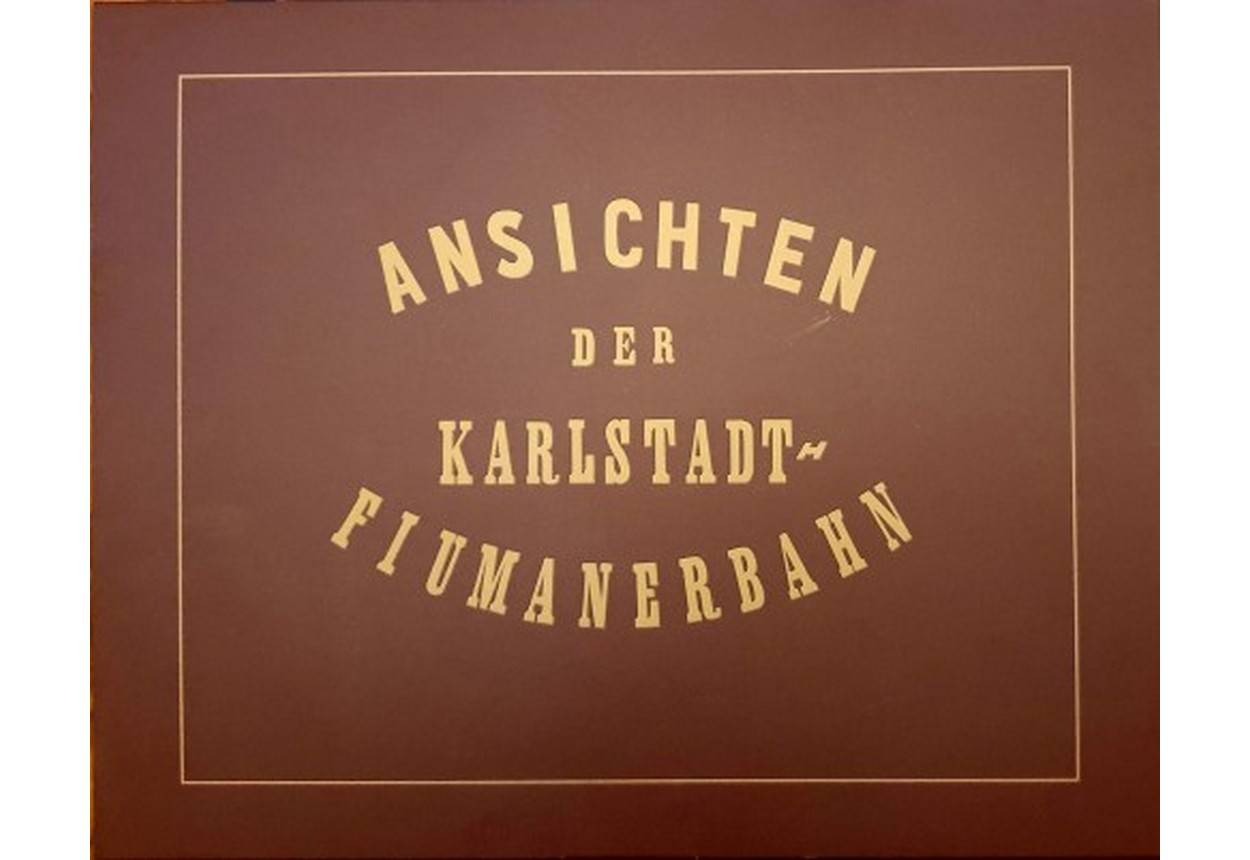 ANSICHTEN
DER
KARLSTADT-
FIUMANERBAHN